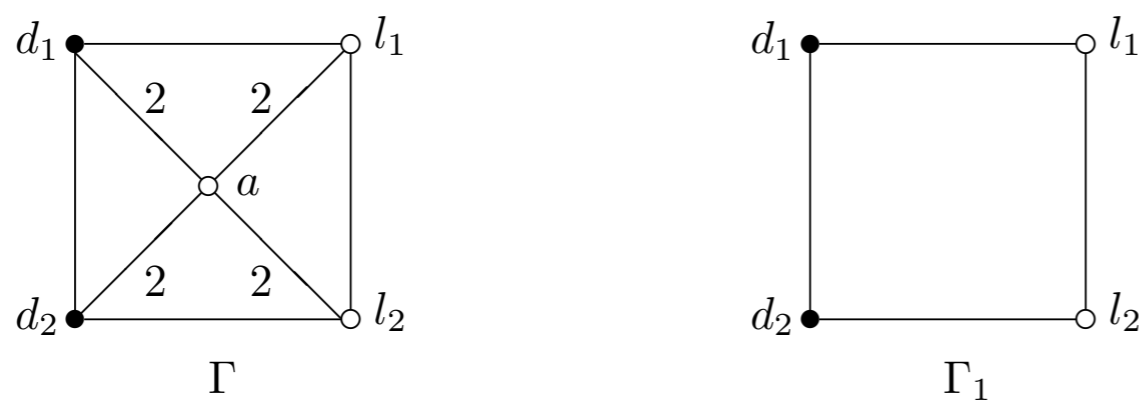 d₁ l₁ d₁ l₁
2 2
a
2 2
d₂ l₂ d₂ l₂
Γ Γ₁